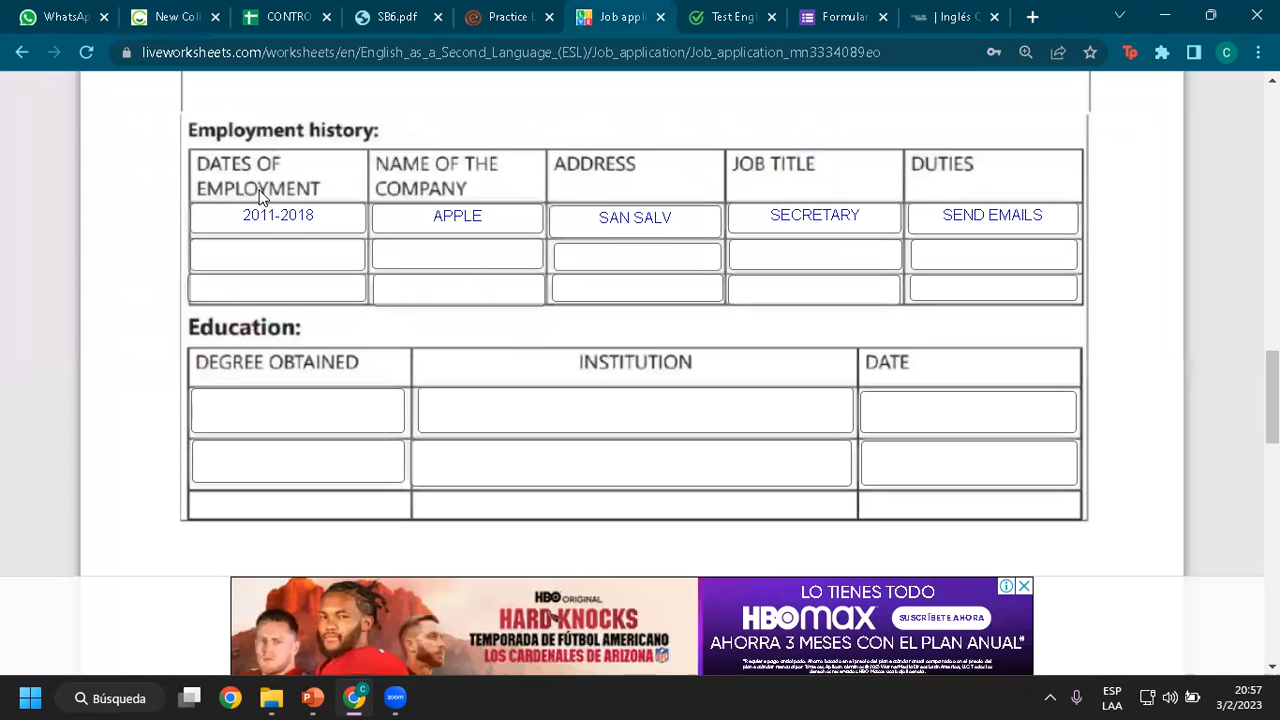 WhatsA
New Coll
CONTRO
SB6.pdf
Practice L
Job appli
Test Engl
Formular
| Inglés C
liveworksheets.com/worksheets/en/English_as_a_Second_Language_(ESL)/Job_application/Job_application_mn3334089eo
Employment history:
DATES OF EMPLOYMENT
NAME OF THE COMPANY
ADDRESS
JOB TITLE
DUTIES
2011-2018
APPLE
SAN SALV
SECRETARY
SEND EMAILS
Education:
DEGREE OBTAINED
INSTITUTION
DATE
HBO ORIGINAL
HARD KNOCKS
TEMPORADA DE FÚTBOL AMERICANO
LOS CARDENALES DE ARIZONA
LO TIENES TODO
HBOMAX
SUSCRÍBETE AHORA
AHORRA 3 MESES CON EL PLAN ANUAL*
Búsqueda
zoom
ESP
LAA
20:57
3/2/2023